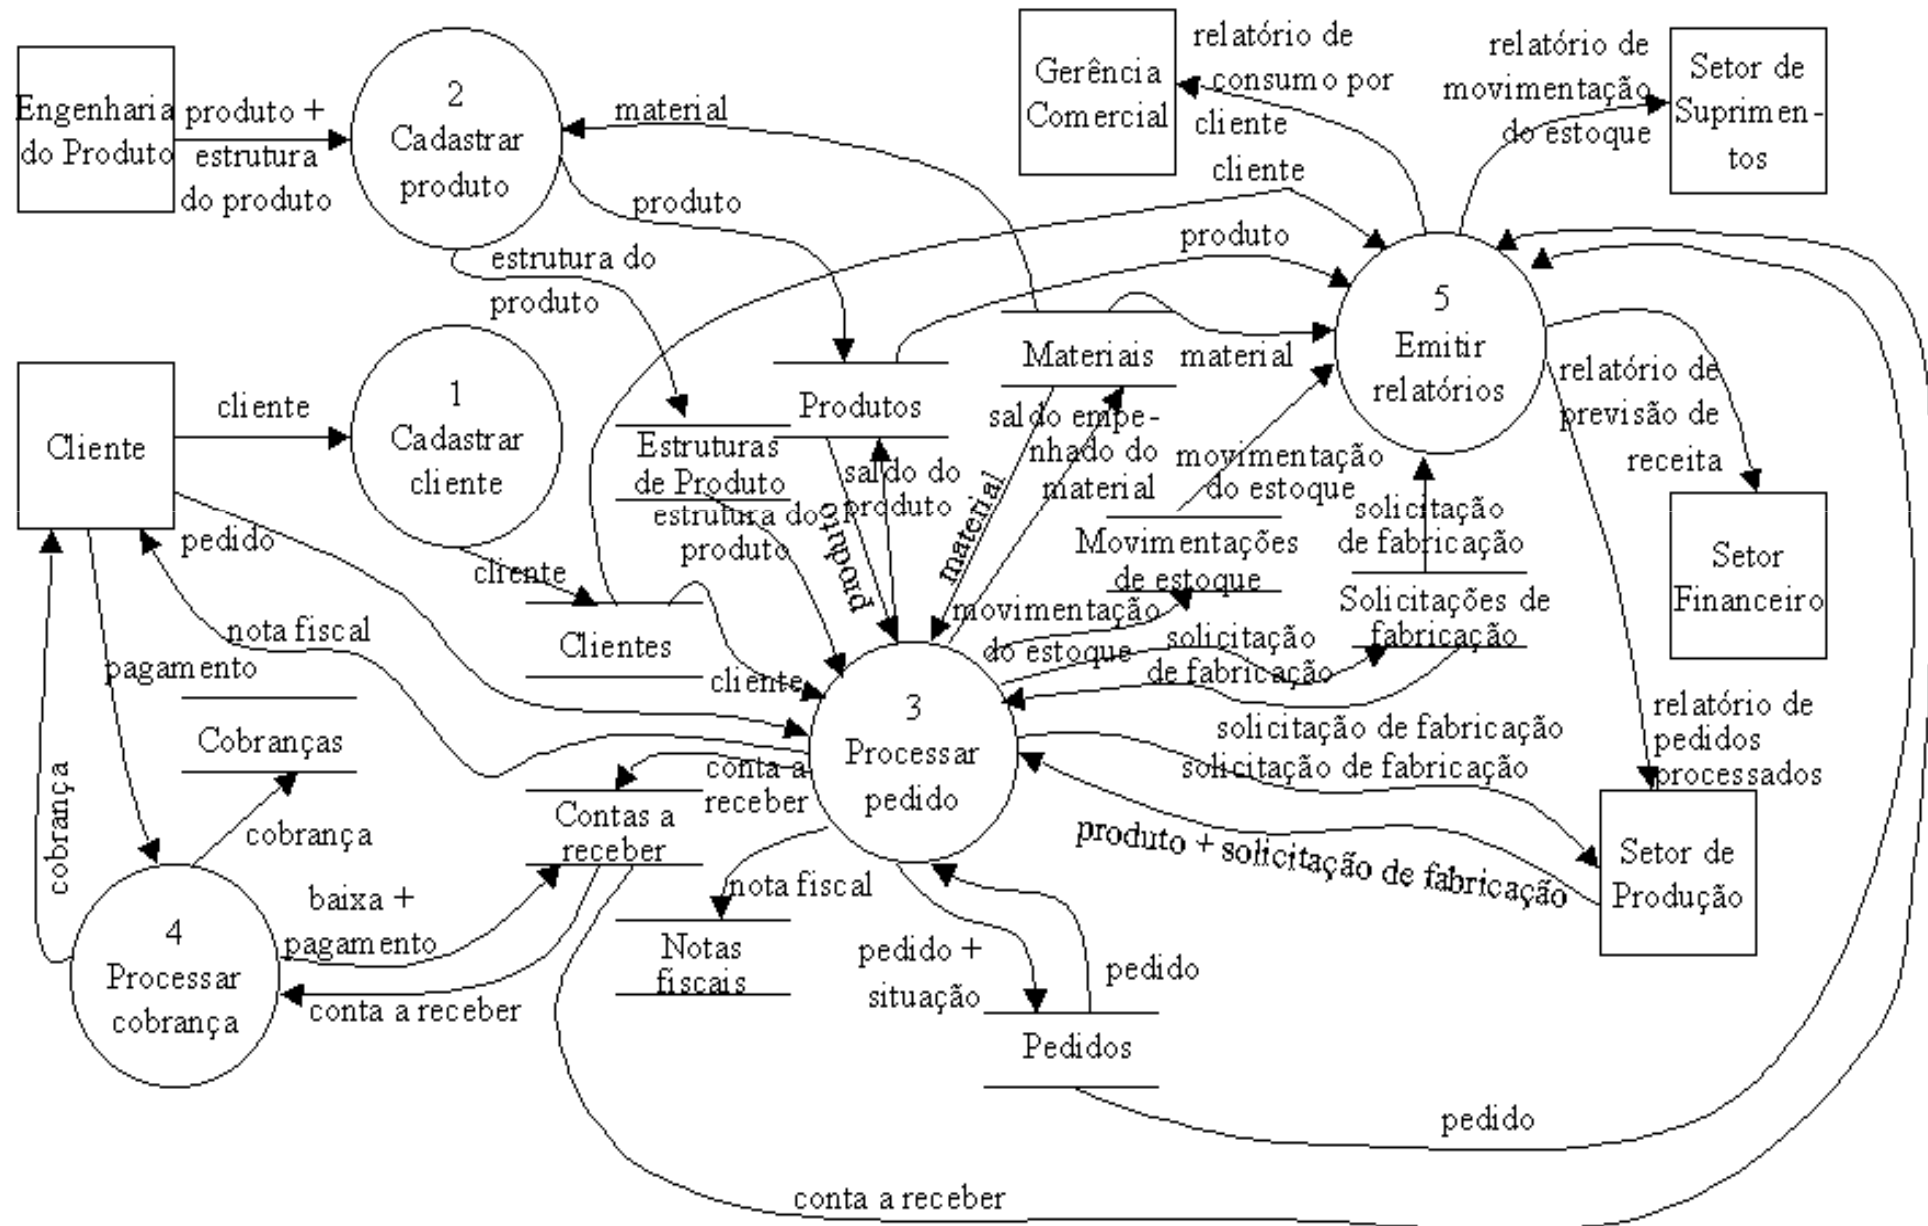 Engenharia
do Produto
produto +
estrutura
do produto
2
Cadastrar
produto
material
produto
estrutura do
produto
Gerência
Comercial
relatório de
consumo por
cliente
cliente
relatório de
movimentação
do estoque
Setor de
Suprimen-
tos
produto
5
Emitir
relatórios
Cliente
cliente
1
Cadastrar
cliente
Produtos
Materiais
material
saldo empe-
nhado do
material
relatório de
previsão de
receita
Estruturas
de Produto
estrutura do
produto
saldo do
produto
produto
material
movimentação
do estoque
solicitação
de fabricação
pedido
cliente
Movimentações
de estoque
Solicitações de
fabricação
Setor
Financeiro
nota fiscal
Clientes
cliente
movimentação
do estoque
solicitação
de fabricação
pagamento
Cobranças
cobrança
cobrança
3
Processar
pedido
conta a
receber
solicitação de fabricação
solicitação de fabricação
relatório de
pedidos
processados
Contas a
receber
produto + solicitação de fabricação
Setor de
Produção
4
Processar
cobrança
baixa +
pagamento
conta a receber
nota fiscal
Notas
fiscais
pedido +
situação
pedido
Pedidos
pedido
conta a receber